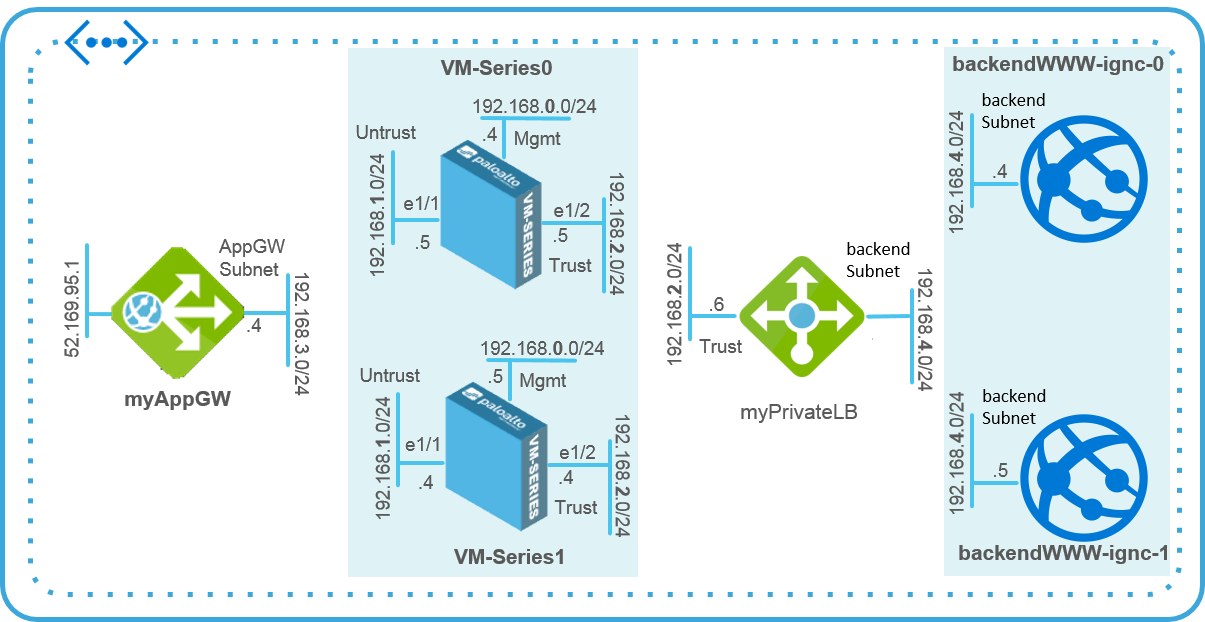 VM-Series0
192.168.0.0/24
.4
Mgmt
Untrust
192.168.1.0/24
e1/1
.5
paloalto
VM-SERIES
e1/2
.5
Trust
192.168.2.0/24
52.169.95.1
AppGW
Subnet
.4
192.168.3.0/24
myAppGW
192.168.0.0/24
.5
Mgmt
Untrust
192.168.1.0/24
e1/1
.4
paloalto
VM-SERIES
e1/2
.4
Trust
192.168.2.0/24
VM-Series1
192.168.2.0/24
.6
Trust
backend
Subnet
192.168.4.0/24
myPrivateLB
backendWWW-ignc-0
backend
Subnet
192.168.4.0/24
.4
backend
Subnet
192.168.4.0/24
.5
backendWWW-ignc-1